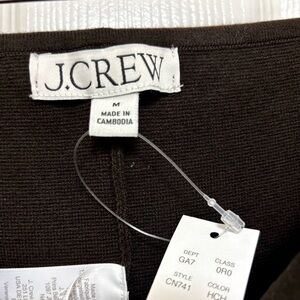 J.CREW
M
MADE IN
CAMBODIA
DEPT CLASS
GA7 0R0
STYLE COLOR
CN741 HCH